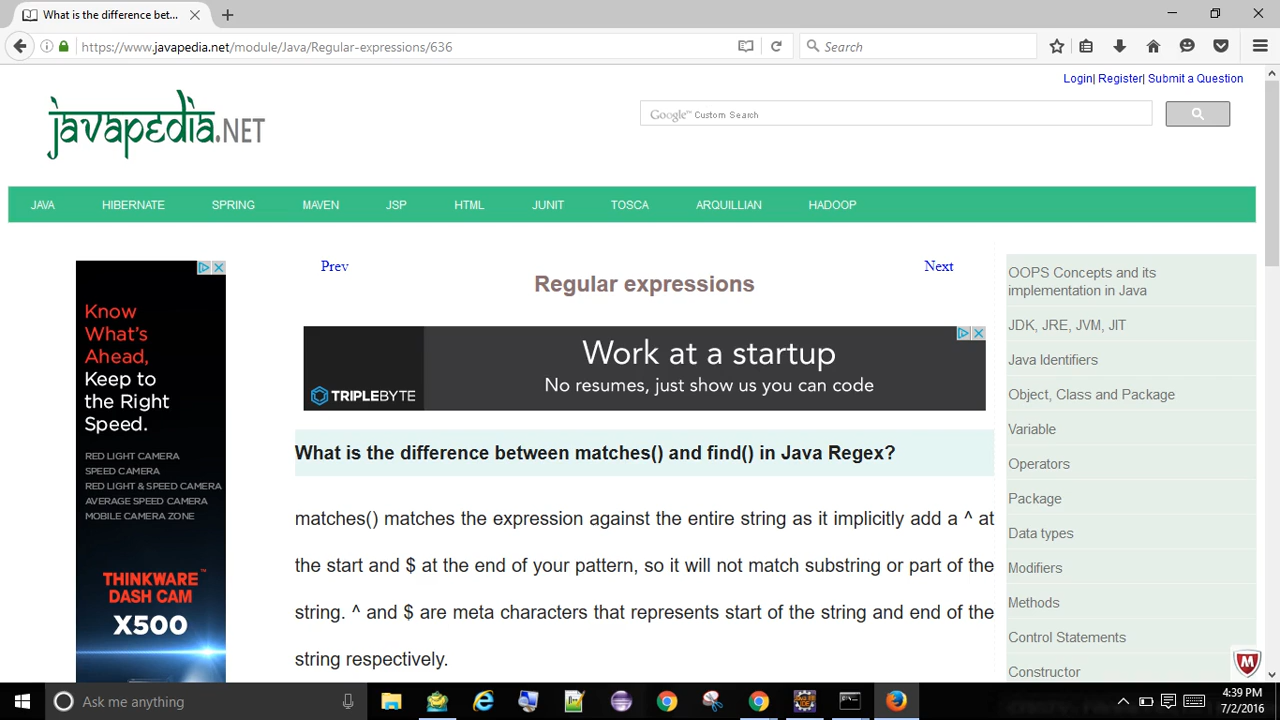 What is the difference bet...
https://www.javapedia.net/module/Java/Regular-expressions/636
Search
Login| Register| Submit a Question
javapedia.NET
Google™ Custom Search
JAVA HIBERNATE SPRING MAVEN JSP HTML JUNIT TOSCA ARQUILLIAN HADOOP
Prev
Next
Regular expressions
Know
What's
Ahead,
Keep to
the Right
Speed.
RED LIGHT CAMERA
SPEED CAMERA
RED LIGHT & SPEED CAMERA
AVERAGE SPEED CAMERA
MOBILE CAMERA ZONE
THINKWARE™
DASH CAM
X500
Work at a startup
No resumes, just show us you can code
TRIPLEBYTE
What is the difference between matches() and find() in Java Regex?
matches() matches the expression against the entire string as it implicitly add a ^ at
the start and $ at the end of your pattern, so it will not match substring or part of the
string. ^ and $ are meta characters that represents start of the string and end of the
string respectively.
OOPS Concepts and its
implementation in Java
JDK, JRE, JVM, JIT
Java Identifiers
Object, Class and Package
Variable
Operators
Package
Data types
Modifiers
Methods
Control Statements
Constructor
Ask me anything
4:39 PM
7/2/2016